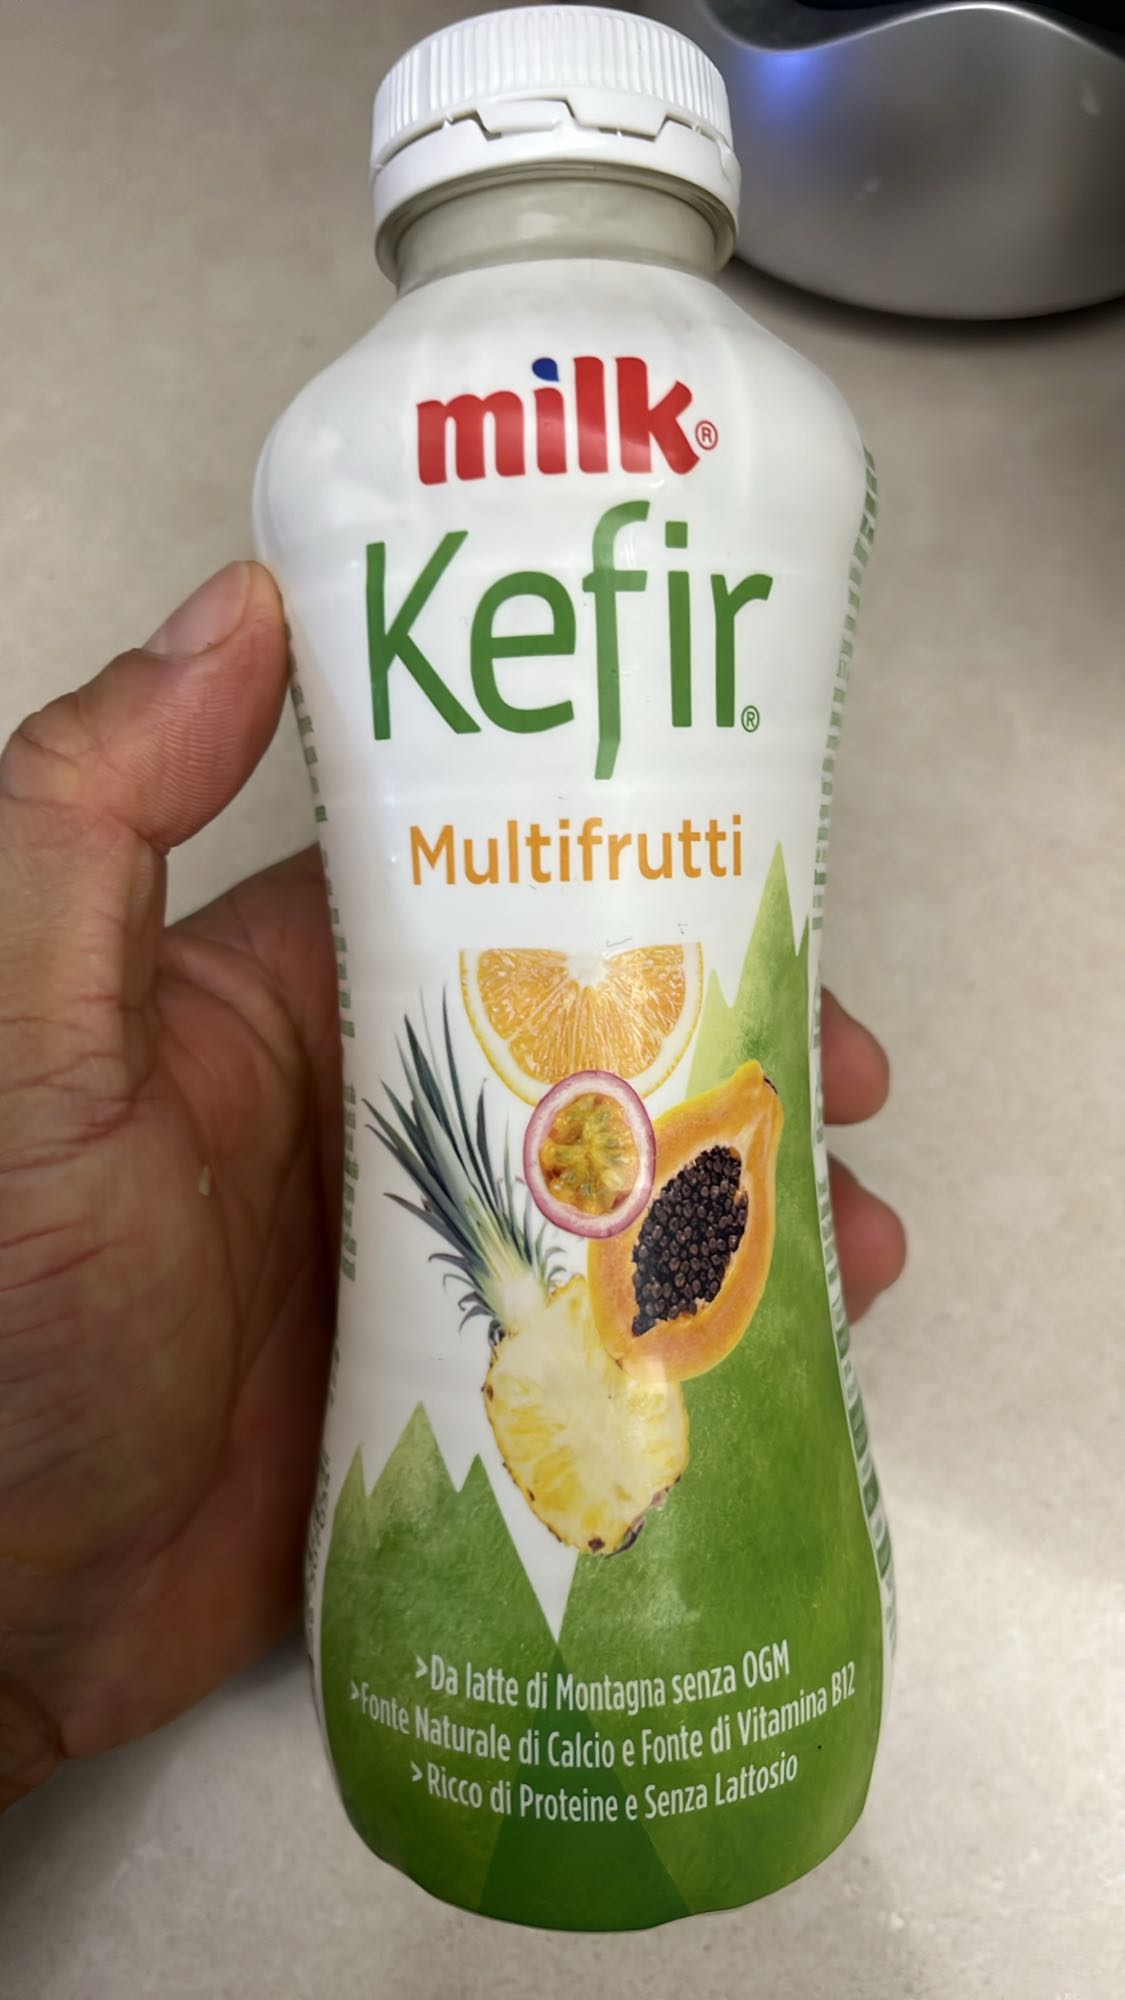 milk®
Kefir®
Multifrutti
>Da latte di Montagna senza OGM
>Fonte Naturale di Calcio e Fonte di Vitamina B12
>Ricco di Proteine e Senza Lattosio